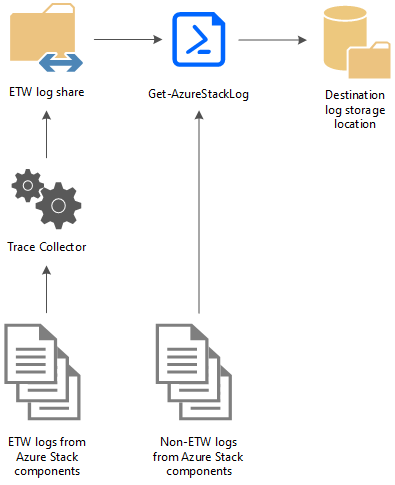 ETW log share
Get-AzureStackLog
Destination
log storage
location
Trace Collector
ETW logs from
Azure Stack
components
Non-ETW logs
from Azure Stack
components